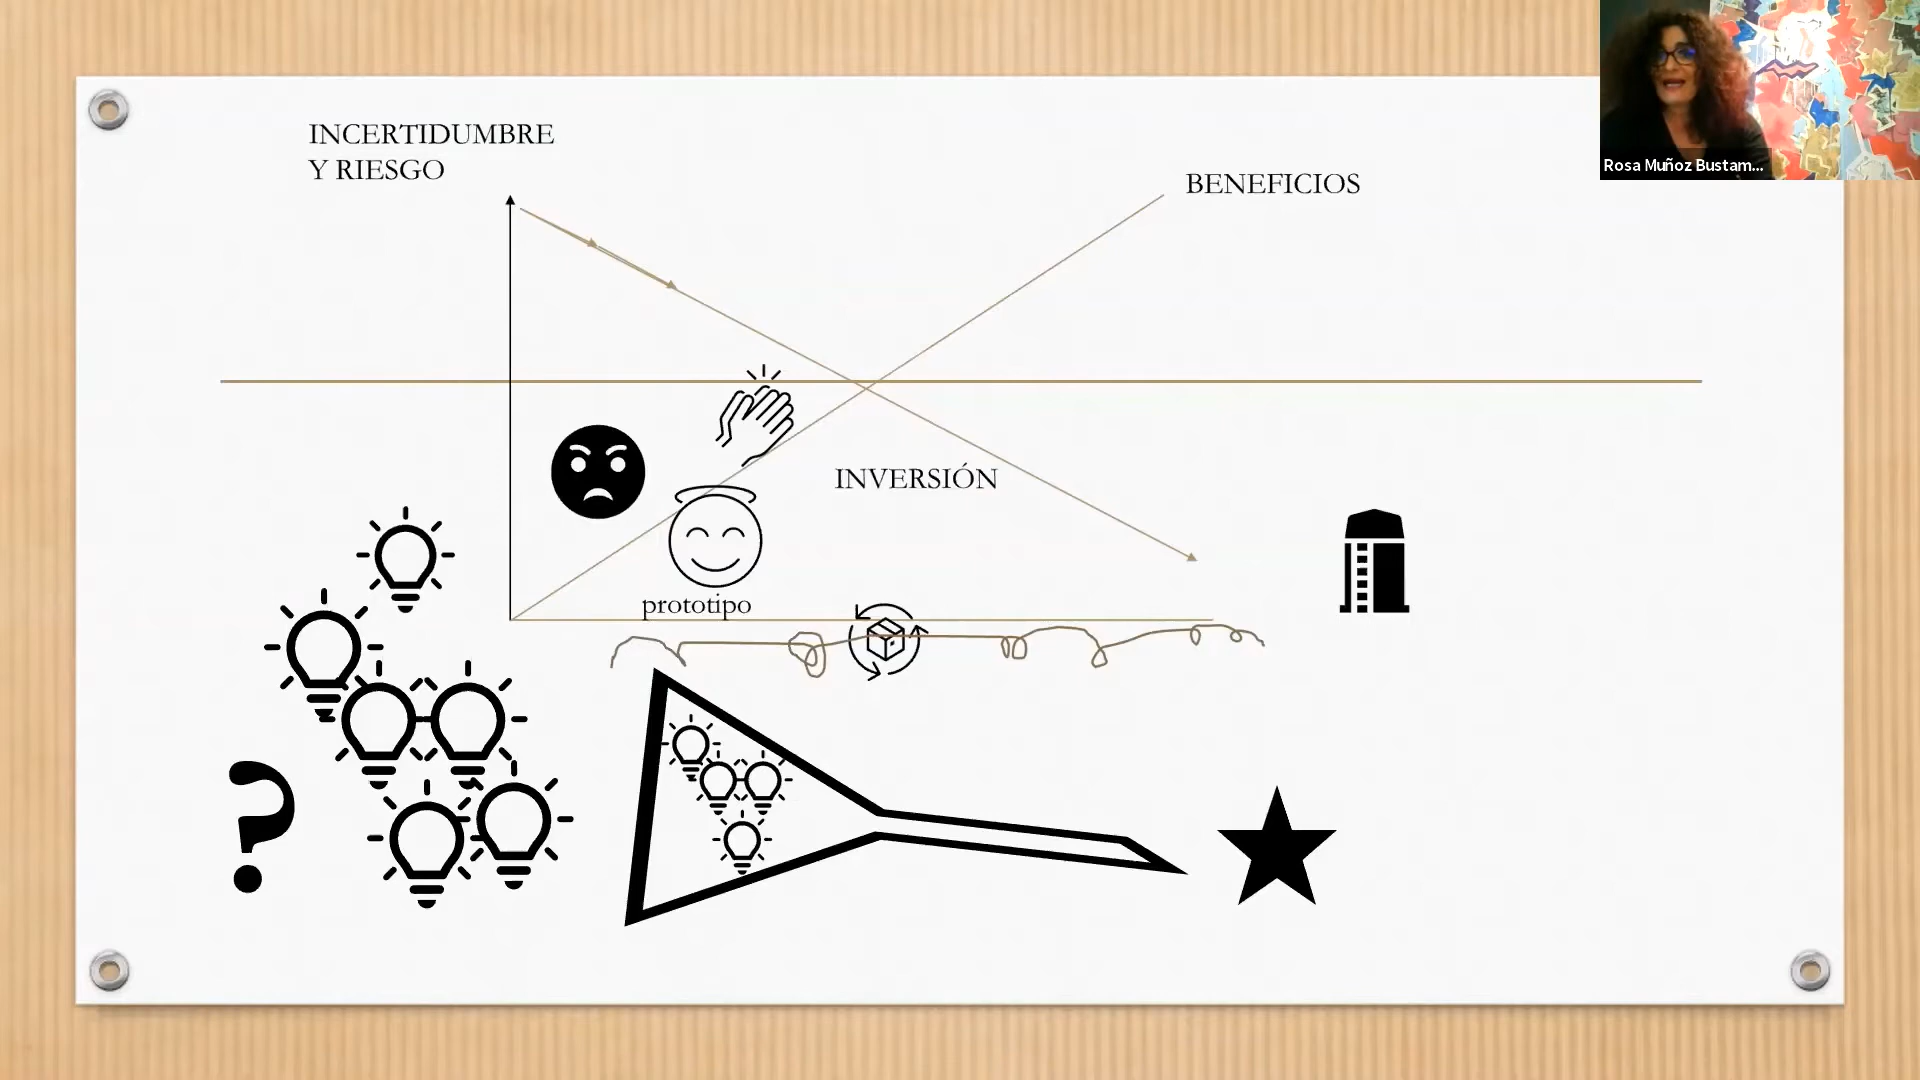 INCERTIDUMBRE
Y RIESGO
BENEFICIOS
Rosa Muñoz Bustam...
INVERSIÓN
prototipo
?